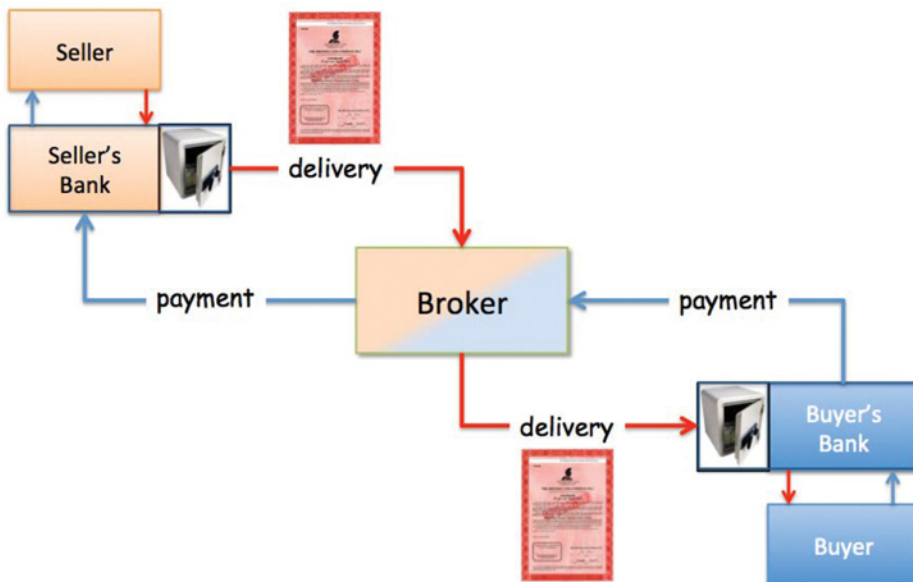 Seller
Seller's
Bank
delivery
payment
Broker
payment
delivery
Buyer's
Bank
Buyer